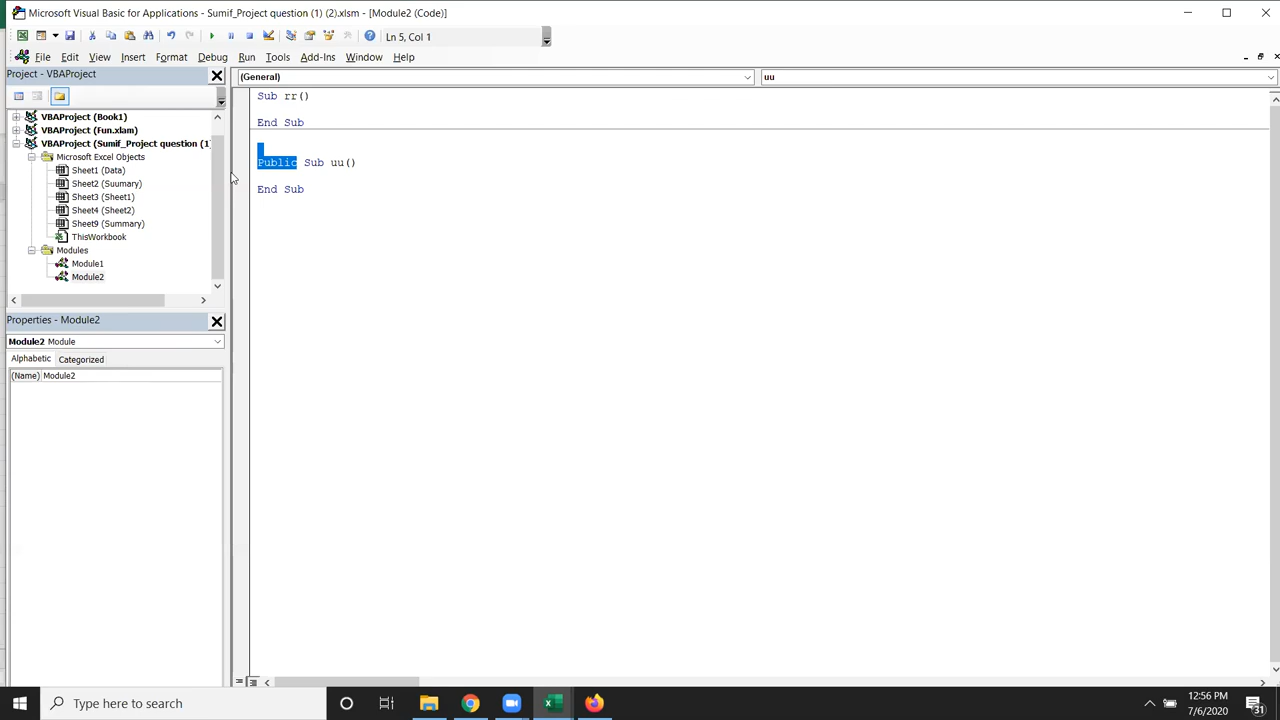 Microsoft Visual Basic for Applications - Sumif_Project question (1) (2).xlsm - [Module2 (Code)]
Ln 5, Col 1
File Edit View Insert Format Debug Run Tools Add-Ins Window Help
Project - VBAProject
(General)
uu
VBAProject (Book1)
VBAProject (Fun.xlam)
VBAProject (Sumif_Project question (1)
Microsoft Excel Objects
Sheet1 (Data)
Sheet2 (Suumary)
Sheet3 (Sheet1)
Sheet4 (Sheet2)
Sheet9 (Summary)
ThisWorkbook
Modules
Module1
Module2
Sub rr()
End Sub
Public Sub uu()
End Sub
Properties - Module2
Module2 Module
Alphabetic Categorized
(Name) Module2
Type here to search
12:56 PM
7/6/2020
31